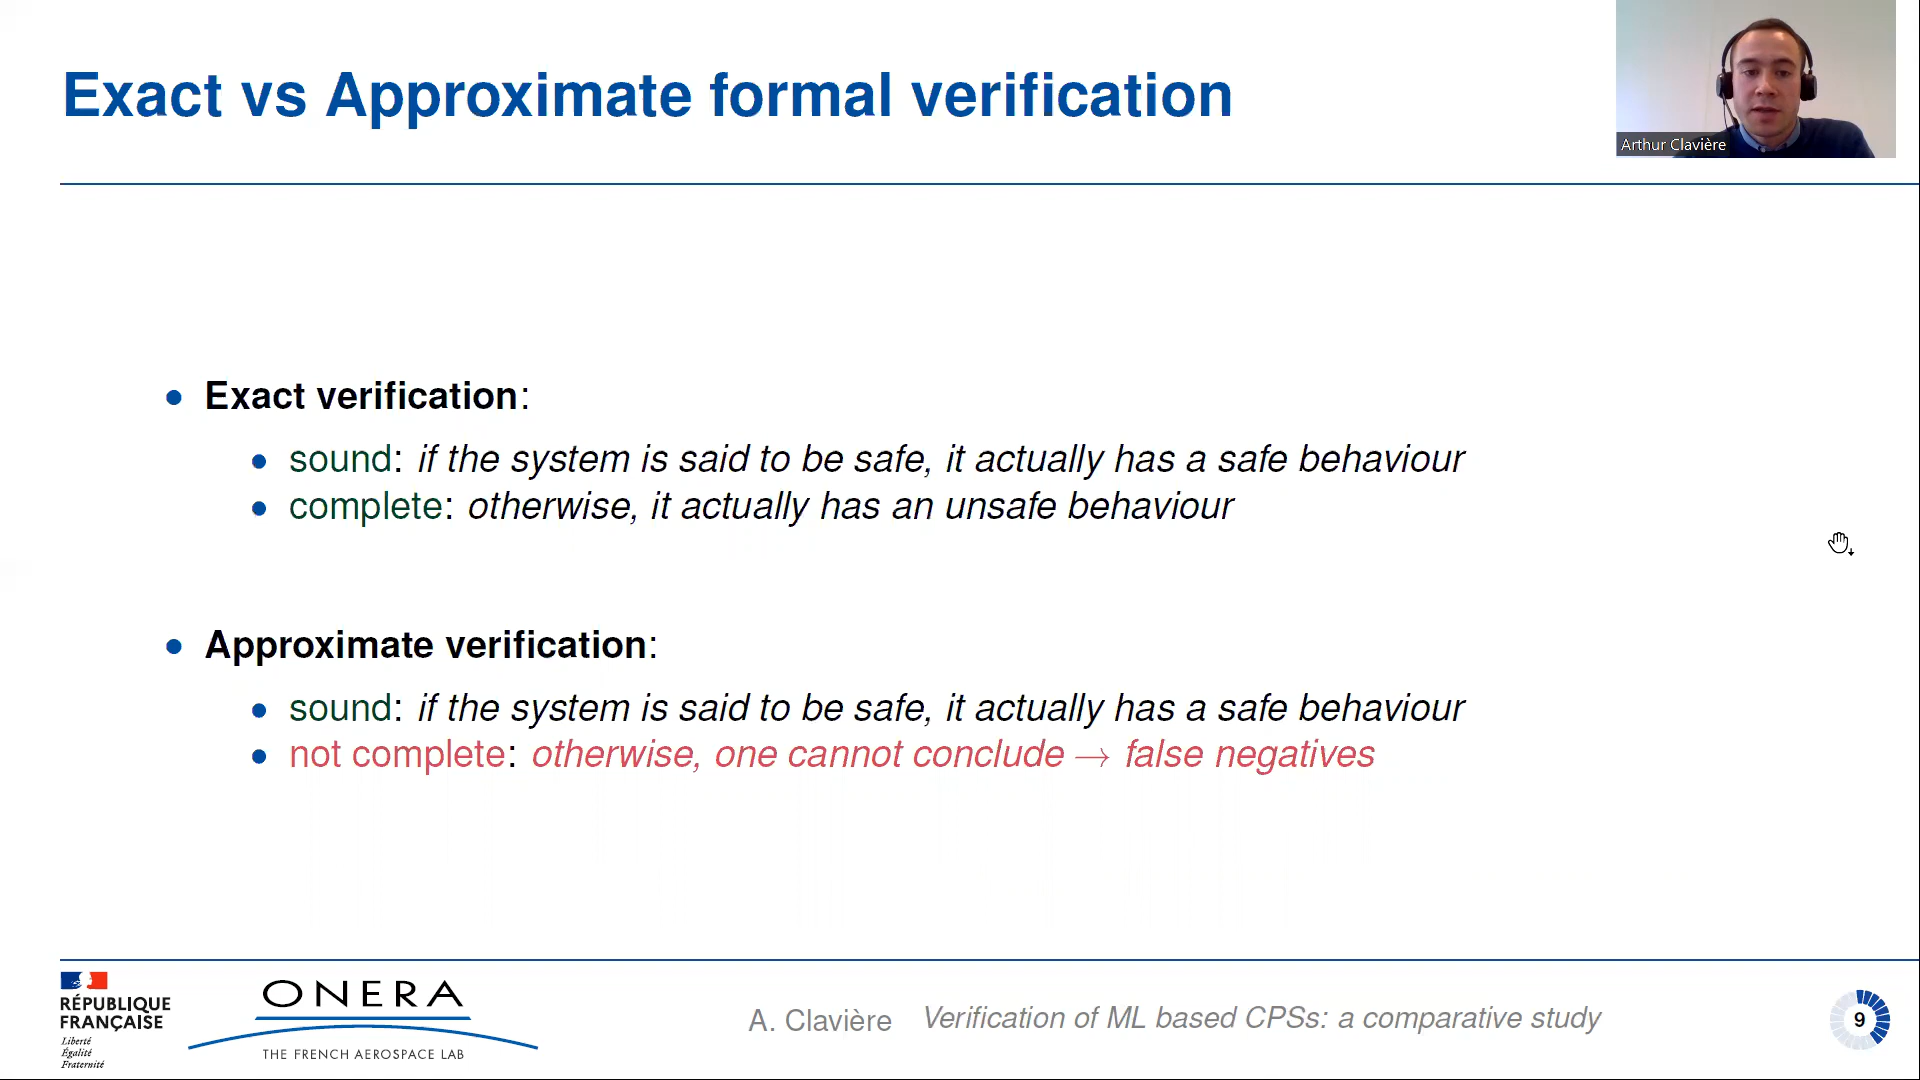 Exact vs Approximate formal verification
Arthur Clavière
• Exact verification:
• sound: if the system is said to be safe, it actually has a safe behaviour
• complete: otherwise, it actually has an unsafe behaviour
• Approximate verification:
• sound: if the system is said to be safe, it actually has a safe behaviour
• not complete: otherwise, one cannot conclude → false negatives
RÉPUBLIQUE
FRANÇAISE
Liberté
Égalité
Fraternité
ONERA
THE FRENCH AEROSPACE LAB
A. Clavière Verification of ML based CPSs: a comparative study
9